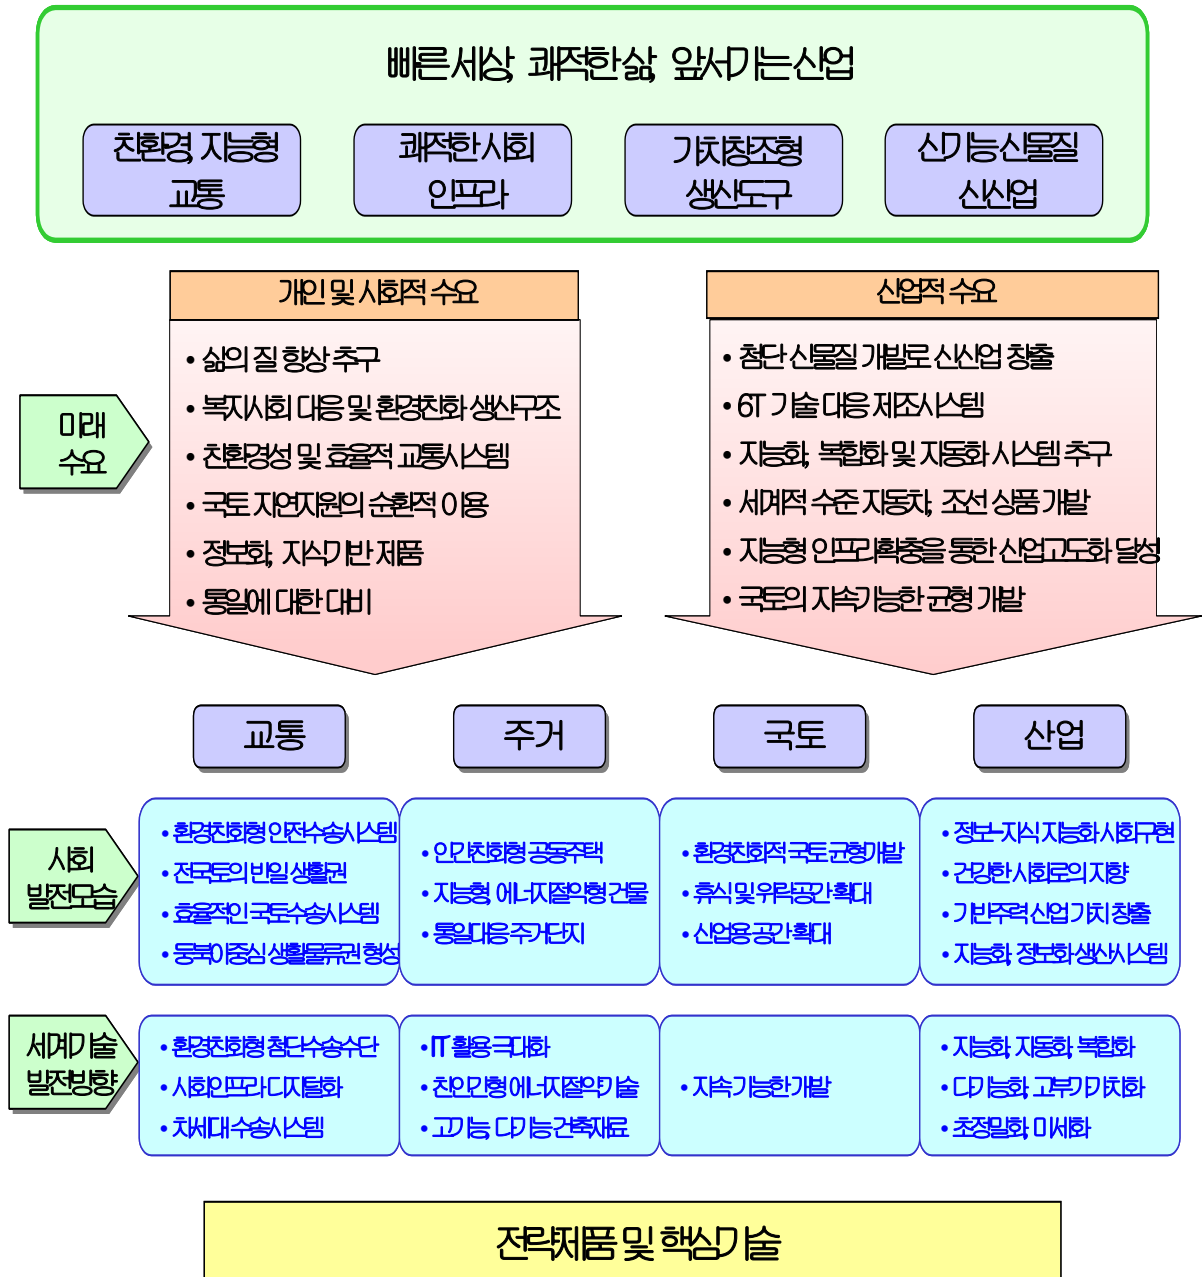 빠른 세상, 쾌적한 삶, 앞서가는 산업
친환경, 지능형
교통
쾌적한 사회
인프라
가치창조형
생산도구
신기능 신물질
신산업
개인 및 사회적 수요
산업적 수요
미래
수요
• 삶의 질 향상 추구
• 복지사회 대응 및 환경친화 생산구조
• 친환경성 및 효율적 교통시스템
• 국토 자연자원의 순환적 이용
• 정보화, 지식기반 제품
• 통일에 대한 대비
• 첨단 신물질 개발로 신산업 창출
• 6T 기술 대응 제조시스템
• 지능화, 복합화 및 자동화 시스템 추구
• 세계적 수준 자동차, 조선 상품 개발
• 지능형 인프라확충을 통한 산업고도화 달성
• 국토의 지속가능한 균형 개발
교통
주거
국토
산업
사회
발전모습
• 환경친화형 안전수송시스템
• 전국토의 반일 생활권
• 효율적인 국토수송시스템
• 동북아중심 생활물류권 형성
• 인간친화형 공동주택
• 지능형, 에너지절약형 건물
• 통일대응 주거단지
• 환경친화적 국토 균형개발
• 휴식 및 위락공간 확대
• 산업용 공간 확대
• 정보-지식 지능화 사회구현
• 건강한 사회로의 지향
• 기반주력 산업 가치 창출
• 지능화, 정보화 생산시스템
세계기술
발전방향
• 환경친화형 첨단수송수단
• 사회인프라 디지털화
• 차세대 수송시스템
• IT 활용 극대화
• 친인간형 에너지절약기술
• 고기능, 다기능 건축재료
• 지속 가능한 개발
• 지능화, 자동화, 복합화
• 다기능화, 고부가가치화
• 초정밀화, 미세화
전략제품 및 핵심기술